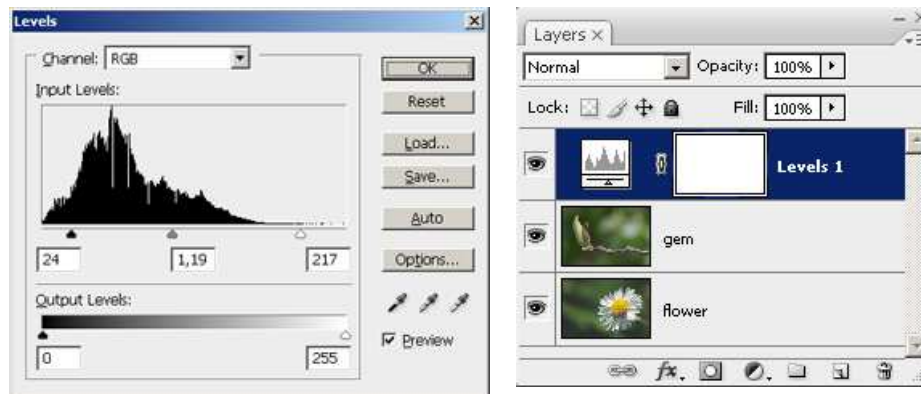 Levels
Channel: RGB
Input Levels:
24 1,19 217
Output Levels:
0 255
OK
Reset
Load...
Save...
Auto
Options...
Preview
Layers ×
Normal Opacity: 100%
Lock: Fill: 100%
Levels 1
gem
flower
fx.